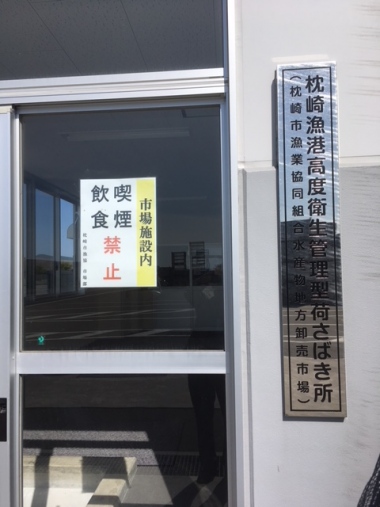 枕崎漁港高度衛生管理型荷さばき所
（枕崎市漁業協同組合水産物地方卸売市場）
市場施設内
喫煙
飲食
禁止